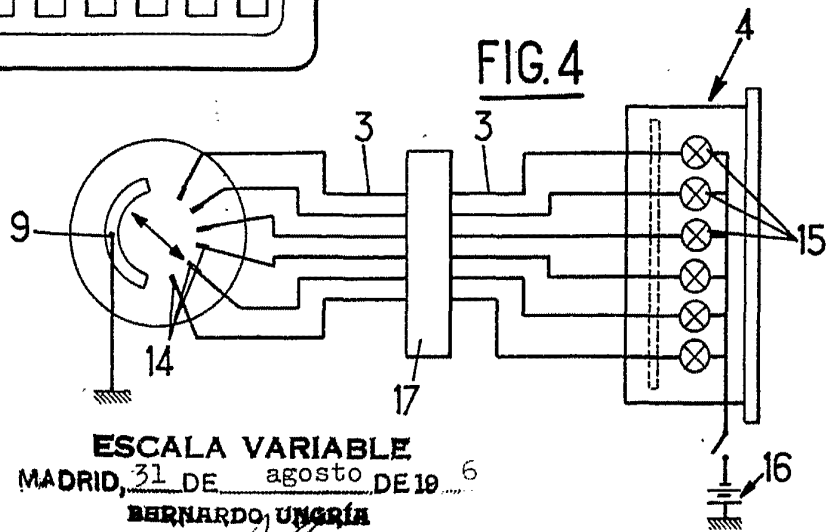 4
FIG. 4
3
3
9
15
14
17
ESCALA VARIABLE
MADRID, 31 DE agosto DE 19 6
16
BERNARDO UNGRÍA